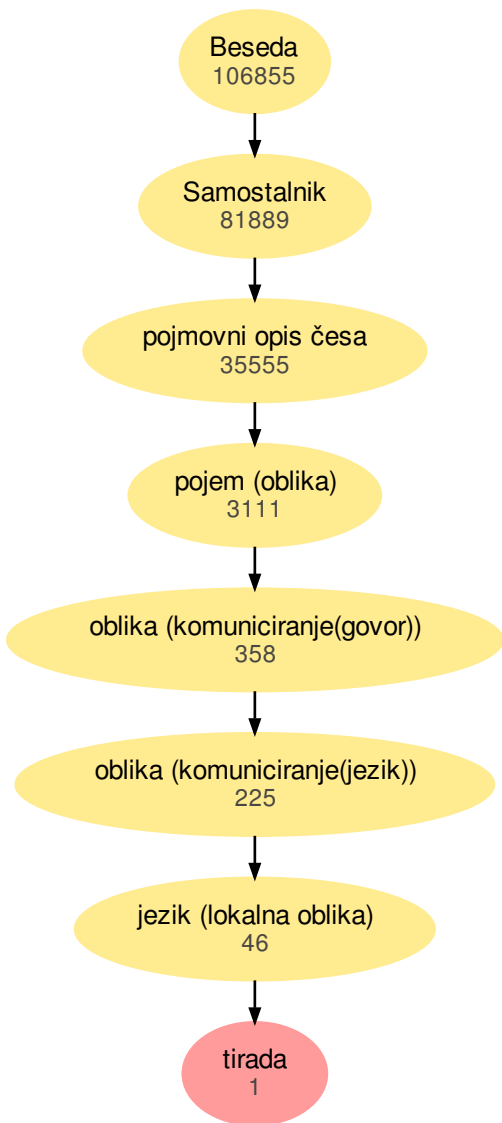 Beseda
106855
Samostalnik
81889
pojmovni opis česa
35555
pojem (oblika)
3111
oblika (komuniciranje(govor))
358
oblika (komuniciranje(jezik))
225
jezik (lokalna oblika)
46
tirada
1